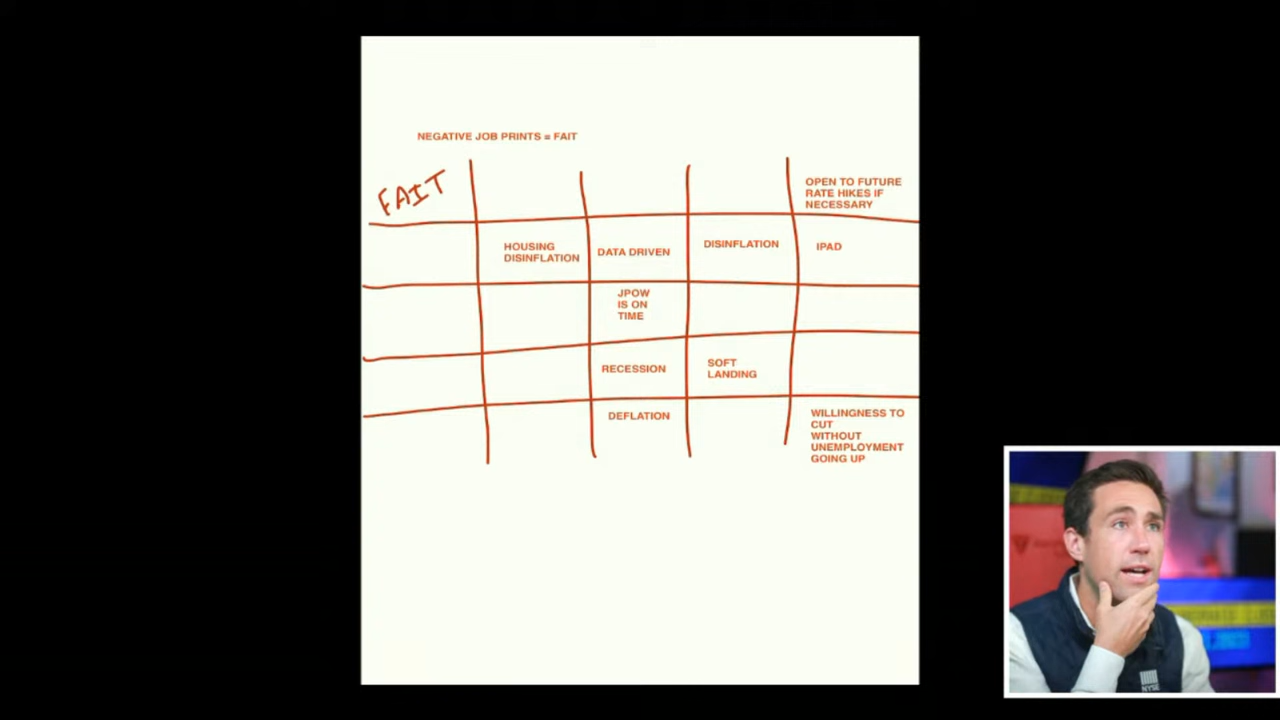 NEGATIVE JOB PRINTS = FAIT
FAIT
OPEN TO FUTURE
RATE HIKES IF
NECESSARY
HOUSING
DISINFLATION
DATA DRIVEN
DISINFLATION
IPAD
JPOW
IS ON
TIME
RECESSION
SOFT
LANDING
DEFLATION
WILLINGNESS TO
CUT
WITHOUT
UNEMPLOYMENT
GOING UP
NYSE